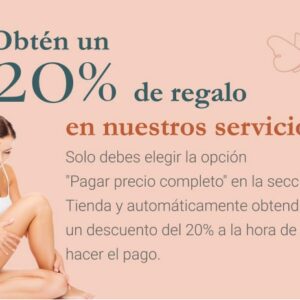 Obtén un
20% de regalo
en nuestros servicio
Solo debes elegir la opción
"Pagar precio completo" en la secc
Tienda y automáticamente obtend
un descuento del 20% a la hora de
hacer el pago.